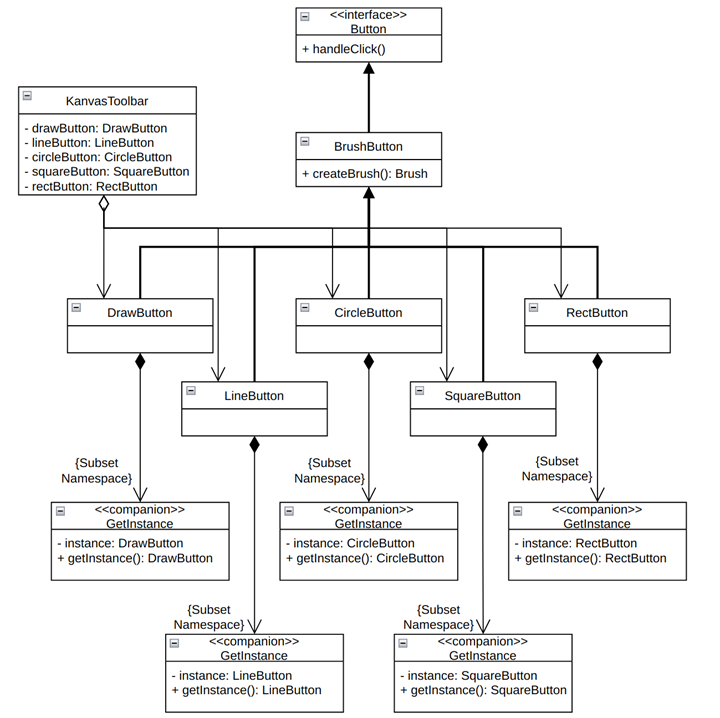 <<interface>>
Button
+ handleClick()
KanvasToolbar
- drawButton: DrawButton
- lineButton: LineButton
- circleButton: CircleButton
- squareButton: SquareButton
- rectButton: RectButton
BrushButton
+ createBrush(): Brush
DrawButton
CircleButton
RectButton
LineButton
SquareButton
{Subset
Namespace}
{Subset
Namespace}
{Subset
Namespace}
<<companion>>
GetInstance
- instance: DrawButton
+ getInstance(): DrawButton
<<companion>>
GetInstance
- instance: CircleButton
+ getInstance(): CircleButton
<<companion>>
GetInstance
- instance: RectButton
+ getInstance(): RectButton
{Subset
Namespace}
{Subset
Namespace}
<<companion>>
GetInstance
- instance: LineButton
+ getInstance(): LineButton
<<companion>>
GetInstance
- instance: SquareButton
+ getInstance(): SquareButton